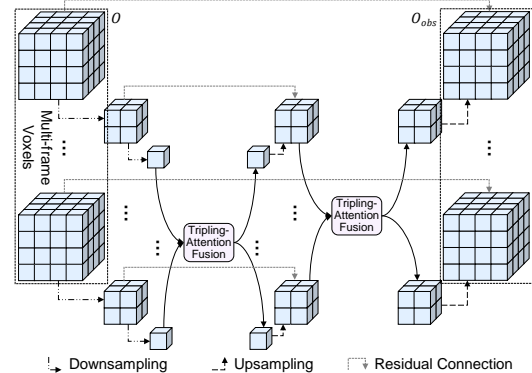 O
O_obs
Multi-frame
Voxels
...
...
...
...
...
...
Tripling-
Attention
Fusion
Tripling-
Attention
Fusion
Downsampling
Upsampling
Residual Connection